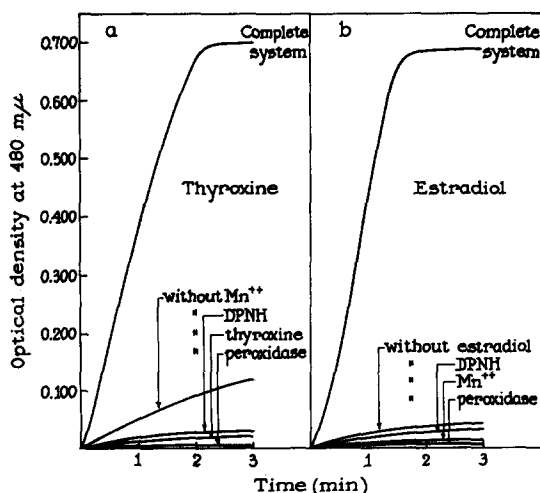 Optical density at 480 mµ
0.700
0.600
0.500
0.400
0.300
0.200
0.100
a
Complete
system
Thyroxine
without Mn⁺⁺
" DPNH
" thyroxine
" peroxidase
1
2
3
b
Complete
system
Estradiol
without estradiol
" DPNH
" Mn⁺⁺
" peroxidase
1
2
3
Time (min)
Time (min)